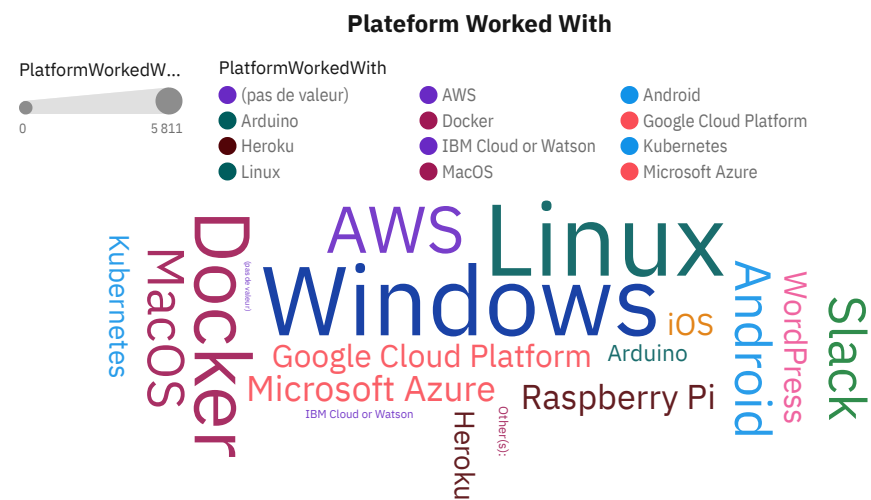 Plateform Worked With
PlatformWorkedW...
0
5 811
PlatformWorkedWith
(pas de valeur)
AWS
Android
Arduino
Docker
Google Cloud Platform
Heroku
IBM Cloud or Watson
Kubernetes
Linux
MacOS
Microsoft Azure
Kubernetes
MacOS
Docker
(pas de valeur)
AWS
Linux
Windows
iOS
Google Cloud Platform
Arduino
Microsoft Azure
Raspberry Pi
IBM Cloud or Watson
Heroku
Other(s):
Android
WordPress
Slack